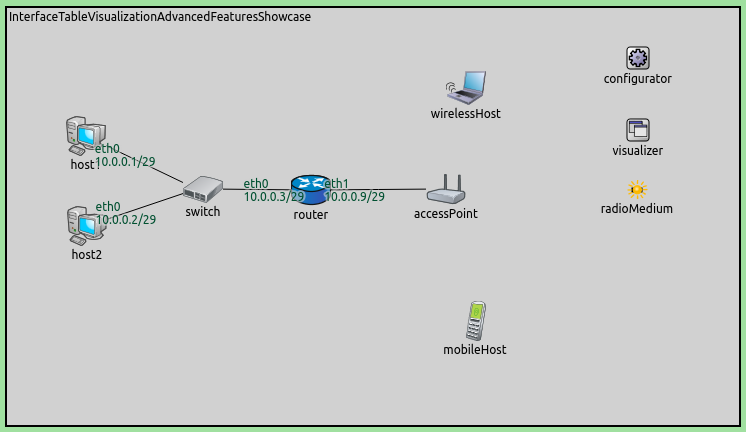 InterfaceTableVisualizationAdvancedFeaturesShowcase
configurator
wirelessHost
visualizer
eth0
10.0.0.1/29
host1
eth0
10.0.0.3/29
eth1
10.0.0.9/29
eth0
10.0.0.2/29
switch
router
accessPoint
radioMedium
host2
mobileHost